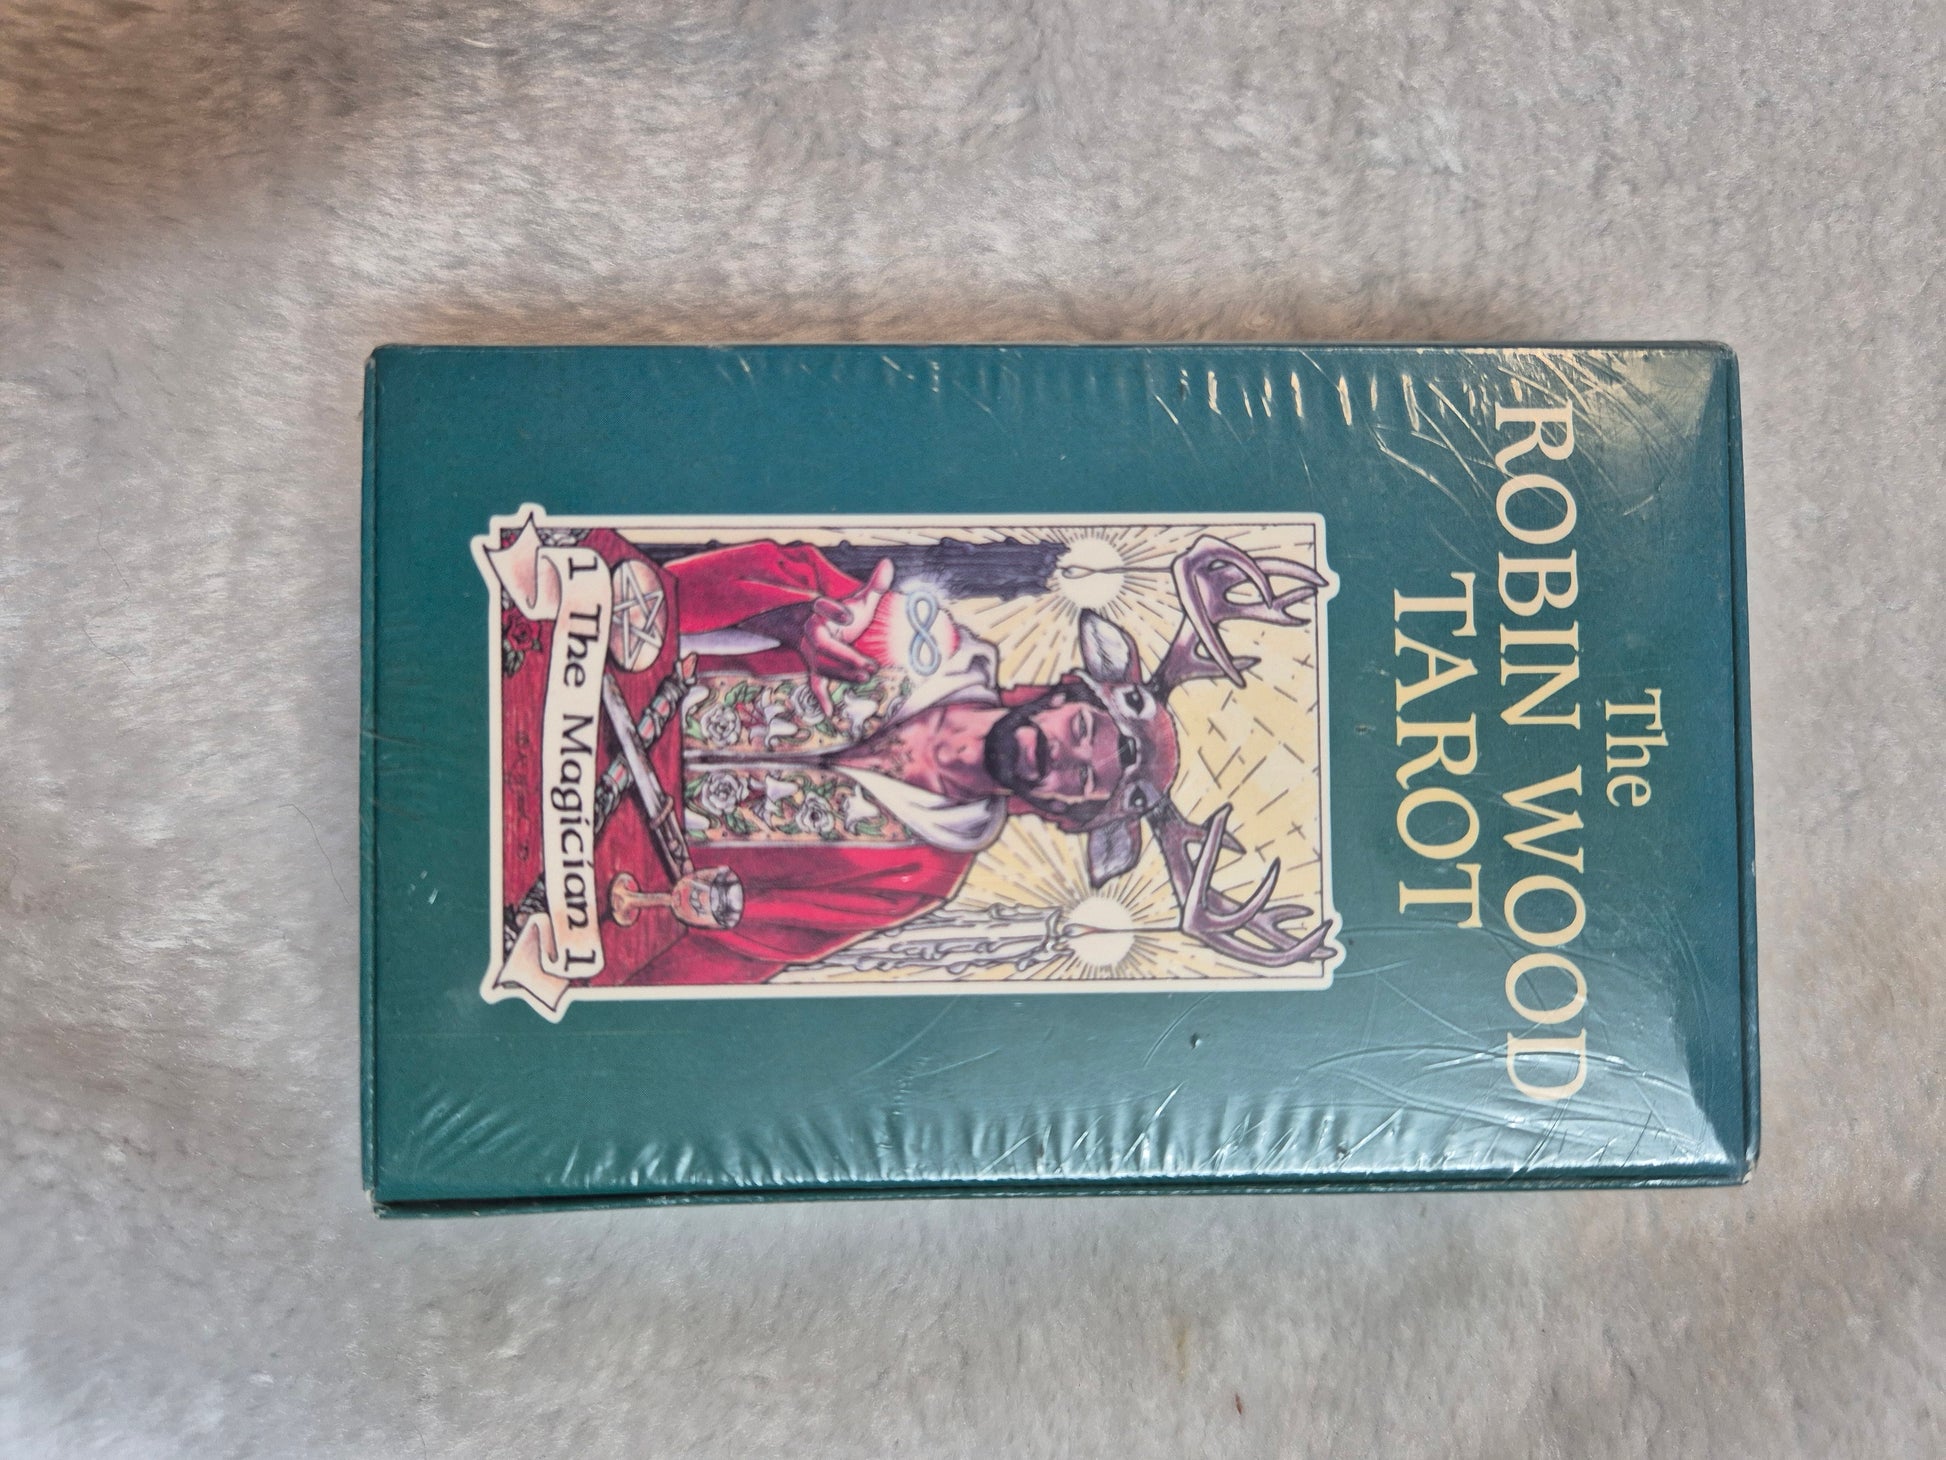 The
ROBIN WOOD
TAROT
1 The Magician 1